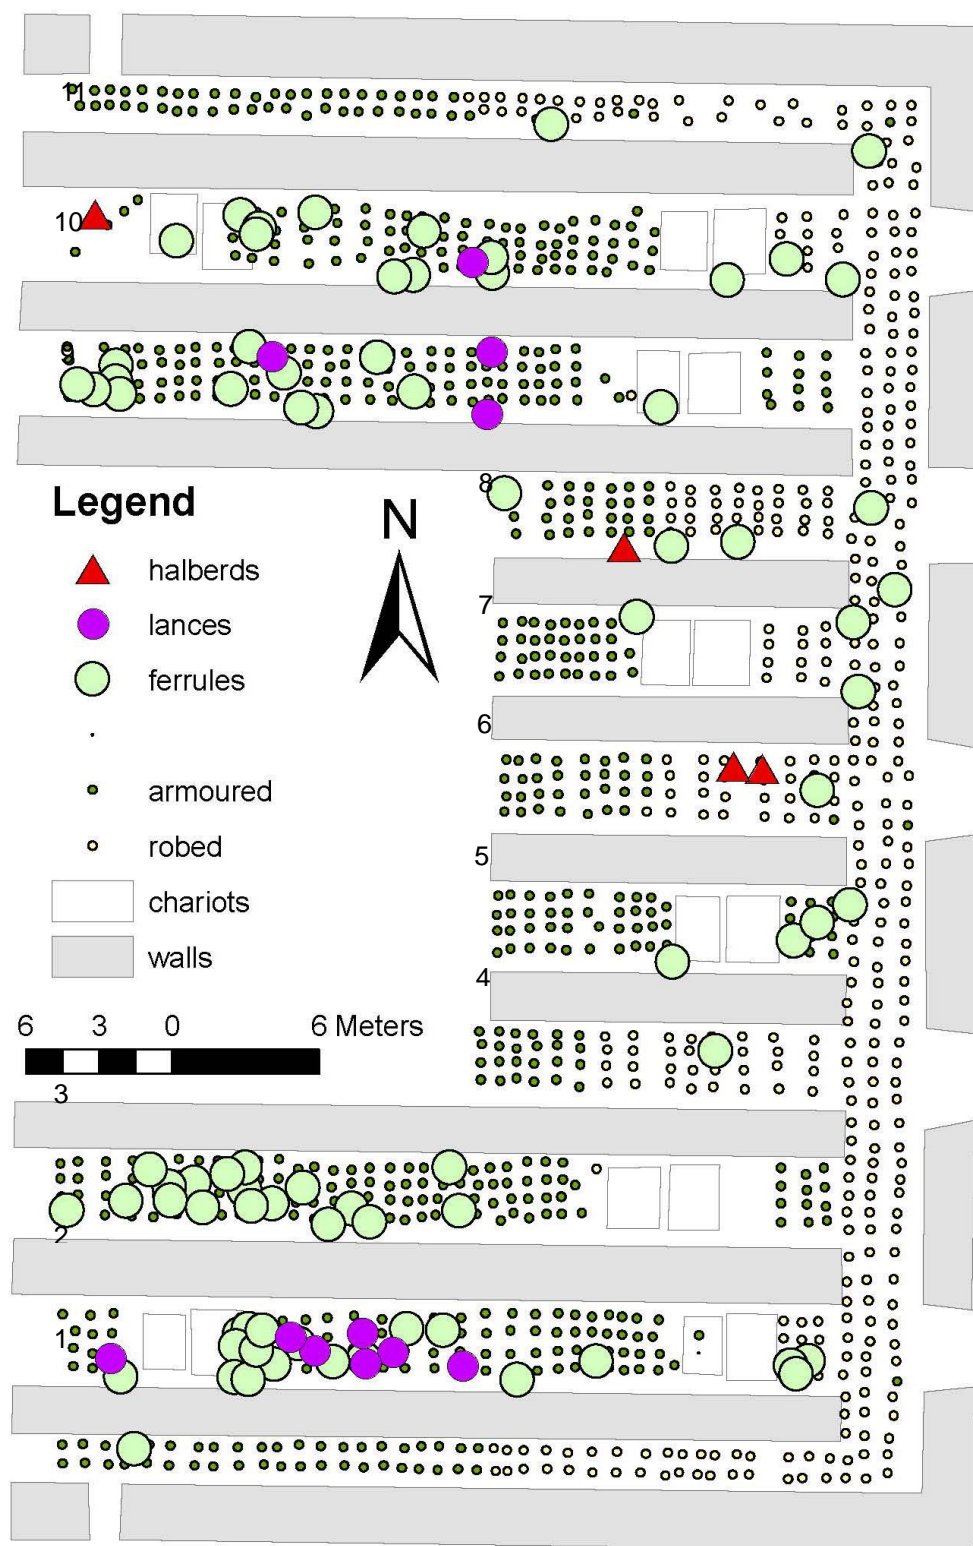 11
10
9
8
Legend
N
halberds
lances
7
ferrules
6
armoured
robed
5
chariots
walls
4
6 3 0 6 Meters
3
2
1